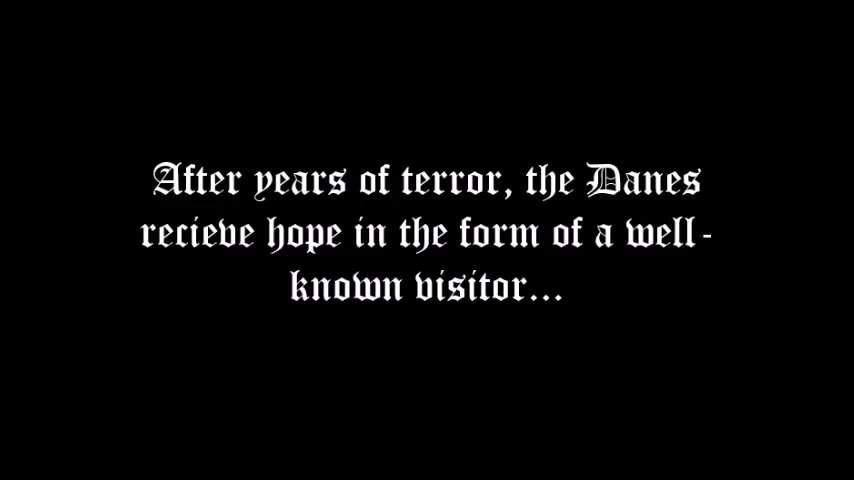 After years of terror, the Danes
recieve hope in the form of a well-
known visitor...